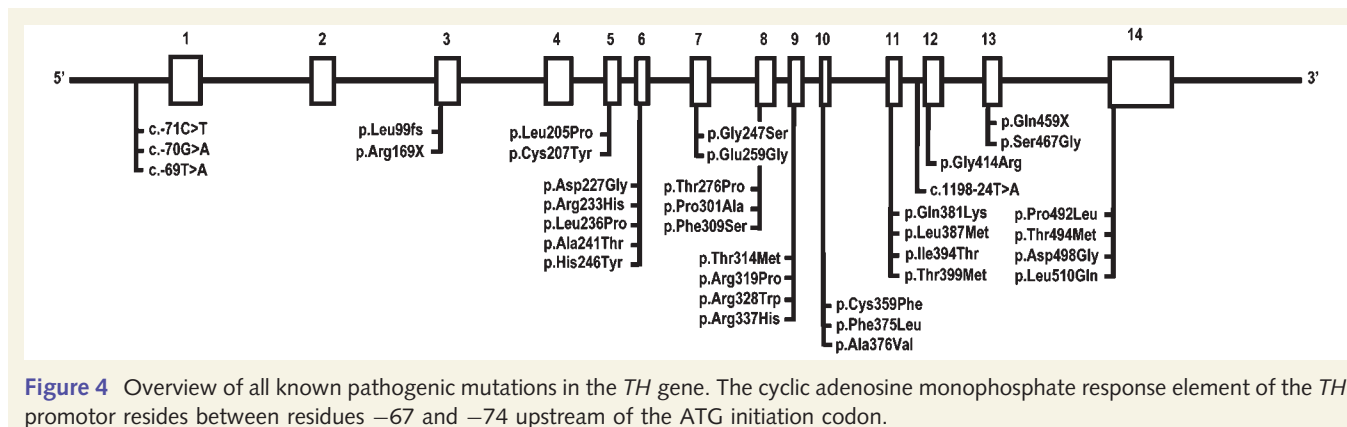 1 2 3 4 5 6 7 8 9 10 11 12 13 14
5' 3'
c.-71C>T
c.-70G>A
c.-69T>A
p.Leu99fs
p.Arg169X
p.Leu205Pro
p.Cys207Tyr
p.Asp227Gly
p.Arg233His
p.Leu236Pro
p.Ala241Thr
p.His246Tyr
p.Gly247Ser
p.Glu259Gly
p.Thr276Pro
p.Pro301Ala
p.Phe309Ser
p.Thr314Met
p.Arg319Pro
p.Arg328Trp
p.Arg337His
p.Cys359Phe
p.Phe375Leu
p.Ala376Val
p.Gln381Lys
p.Leu387Met
p.Ile394Thr
p.Thr399Met
c.1198-24T>A
p.Gly414Arg
p.Gln459X
p.Ser467Gly
p.Pro492Leu
p.Thr494Met
p.Asp498Gly
p.Leu510Gln
Figure 4 Overview of all known pathogenic mutations in the TH gene. The cyclic adenosine monophosphate response element of the TH
promotor resides between residues −67 and −74 upstream of the ATG initiation codon.